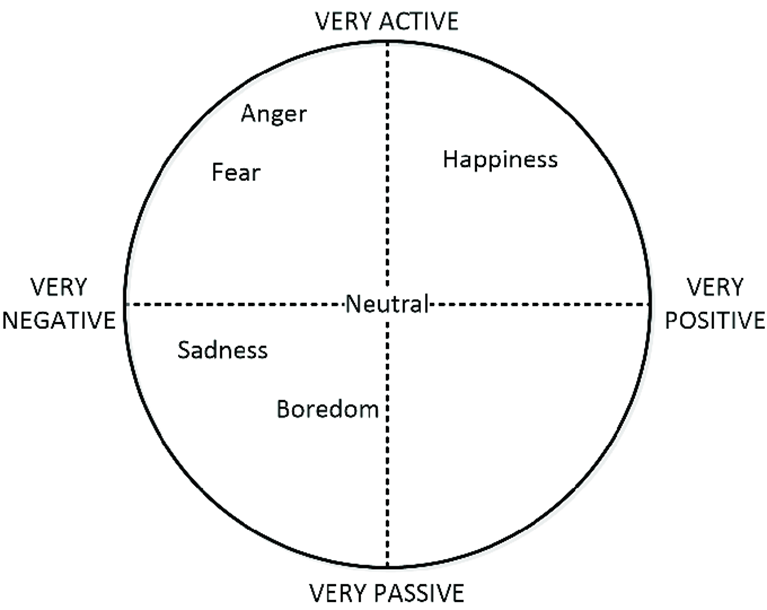 VERY ACTIVE
Anger
Happiness
Fear
VERY
NEGATIVE
Neutral
VERY
POSITIVE
Sadness
Boredom
VERY PASSIVE